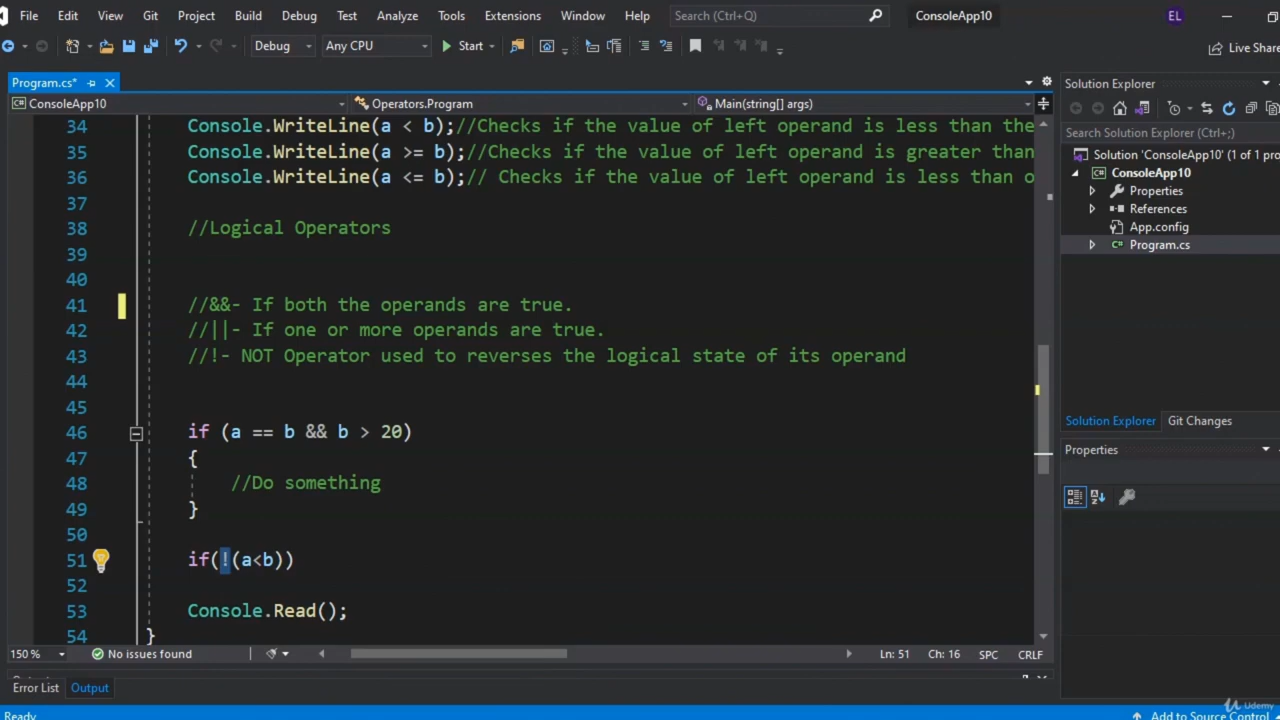 File Edit View Git Project Build Debug Test Analyze Tools Extensions Window Help Search (Ctrl+Q) ConsoleApp10 EL
Debug Any CPU Start Live Share
Program.cs*
ConsoleApp10 Operators.Program Main(string[] args)
34 Console.WriteLine(a < b);//Checks if the value of left operand is less than the
35 Console.WriteLine(a >= b);//Checks if the value of left operand is greater than
36 Console.WriteLine(a <= b);// Checks if the value of left operand is less than o
37
38 //Logical Operators
39
40
41 //&&- If both the operands are true.
42 //||- If one or more operands are true.
43 //!- NOT Operator used to reverses the logical state of its operand
44
45
46 if (a == b && b > 20)
47 {
48 //Do something
49 }
50
51 if(!(a<b))
52
53 Console.Read();
54 }
150 % No issues found Ln: 51 Ch: 16 SPC CRLF
Error List Output
Ready Add to Source Control
Solution Explorer
Search Solution Explorer (Ctrl+;)
Solution 'ConsoleApp10' (1 of 1 pro
ConsoleApp10
Properties
References
App.config
Program.cs
Solution Explorer Git Changes
Properties
Udemy